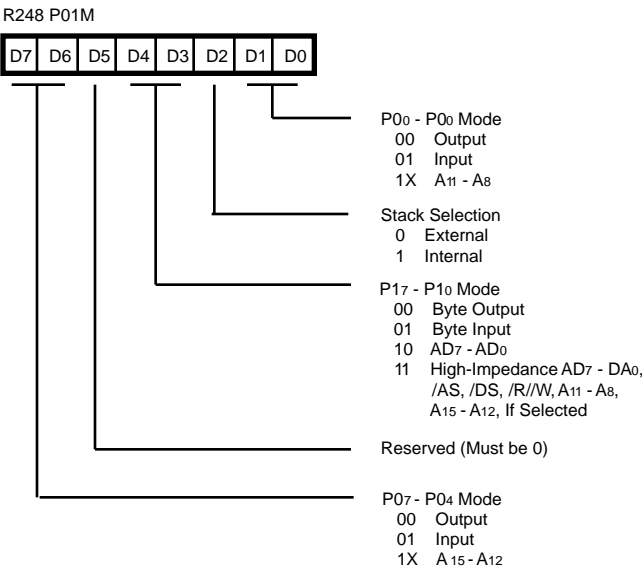 R248 P01M
D7 D6 D5 D4 D3 D2 D1 D0
P00 - P00 Mode
00 Output
01 Input
1X A11 - A8
Stack Selection
0 External
1 Internal
P17 - P10 Mode
00 Byte Output
01 Byte Input
10 AD7 - AD0
11 High-Impedance AD7 - DA0,
/AS, /DS, /R//W, A11 - A8,
A15 - A12, If Selected
Reserved (Must be 0)
P07 - P04 Mode
00 Output
01 Input
1X A15 - A12